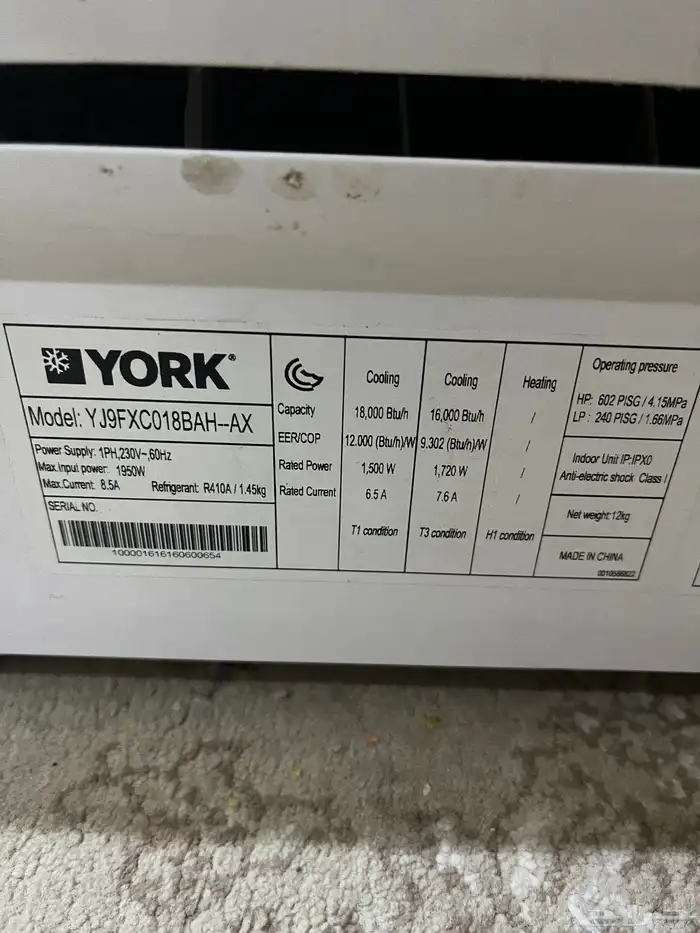 YORK®
Model: YJ9FXC018BAH--AX
Power Supply: 1PH,230V~,60Hz
Max.Input power: 1950W
Max.Current: 8.5A Refrigerant: R410A / 1.45kg
SERIAL NO.
100001616160600654
Cooling Cooling Heating
Capacity 18,000 Btu/h 16,000 Btu/h /
EER/COP 12.000 (Btu/h)/W 9.302 (Btu/h)/W /
Rated Power 1,500 W 1,720 W /
Rated Current 6.5 A 7.6 A /
T1 condition T3 condition H1 condition
Operating pressure
HP: 602 PISG / 4.15MPa
LP : 240 PISG / 1.66MPa
Indoor Unit IP:IPX0
Anti-electric shock Class I
Net weight:12kg
MADE IN CHINA